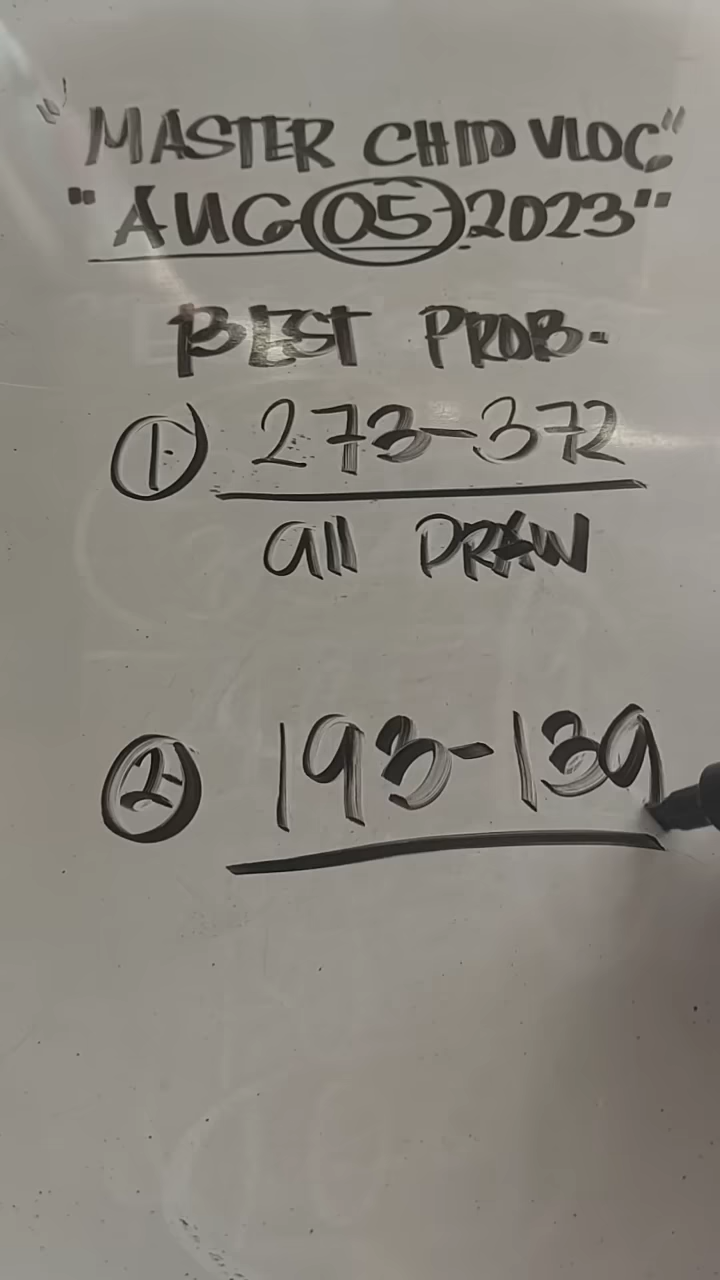 "MASTER CHID VLOG"
"AUG 05 2023"
BEST PROB.
1. 273-372
all DRAW
2 193-139